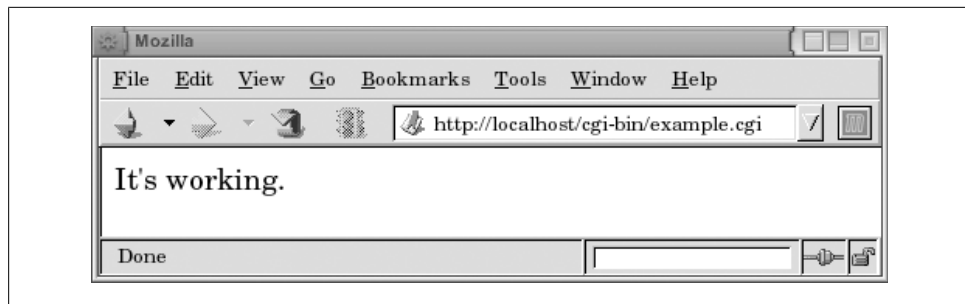 Mozilla
File Edit View Go Bookmarks Tools Window Help
http://localhost/cgi-bin/example.cgi
It's working.
Done